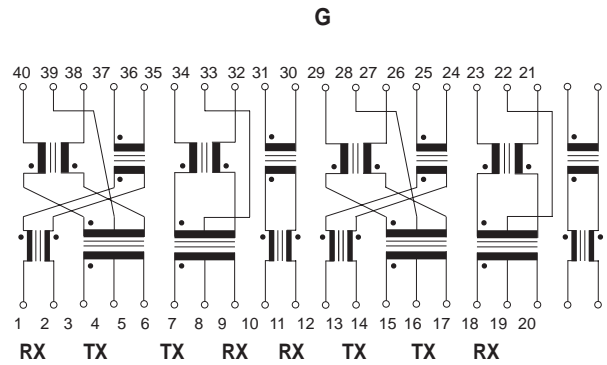 G
40 39 38 37 36 35 34 33 32 31 30 29 28 27 26 25 24 23 22 21
1 2 3 4 5 6 7 8 9 10 11 12 13 14 15 16 17 18 19 20
RX TX TX RX RX TX TX RX